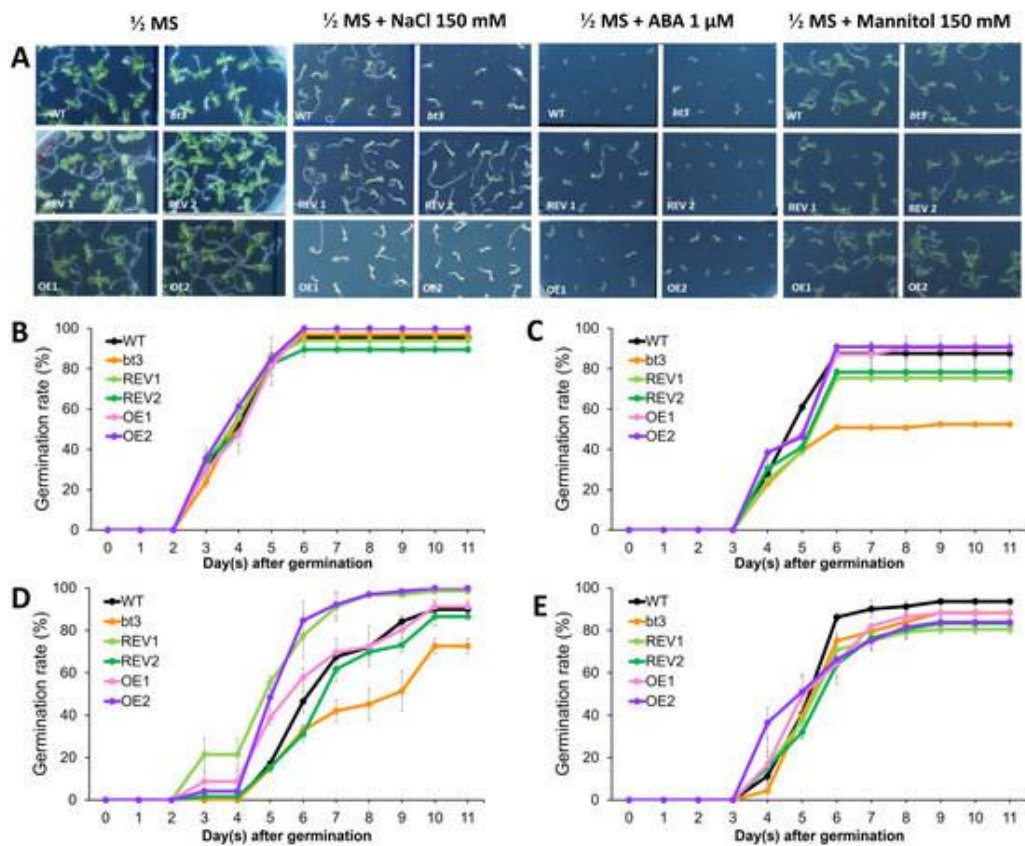 ½ MS ½ MS + NaCl 150 mM ½ MS + ABA 1 µM ½ MS + Mannitol 150 mM
A
WT bt3 WT bt3 WT bt3 WT bt3
REV 1 REV 2 REV 1 REV 2 REV 1 REV 2 REV 1 REV 2
OE1 OE2 OE1 OE2 OE1 OE2 OE1 OE2
B
Germination rate (%)
100
80
60
40
20
0
WT
bt3
REV1
REV2
OE1
OE2
0 1 2 3 4 5 6 7 8 9 10 11
Day(s) after germination
C
Germination rate (%)
100
80
60
40
20
0
WT
bt3
REV1
REV2
OE1
OE2
0 1 2 3 4 5 6 7 8 9 10 11
Day(s) after germination
D
Germination rate (%)
100
80
60
40
20
0
WT
bt3
REV1
REV2
OE1
OE2
0 1 2 3 4 5 6 7 8 9 10 11
Day(s) after germination
E
Germination rate (%)
100
80
60
40
20
0
WT
bt3
REV1
REV2
OE1
OE2
0 1 2 3 4 5 6 7 8 9 10 11
Day(s) after germination